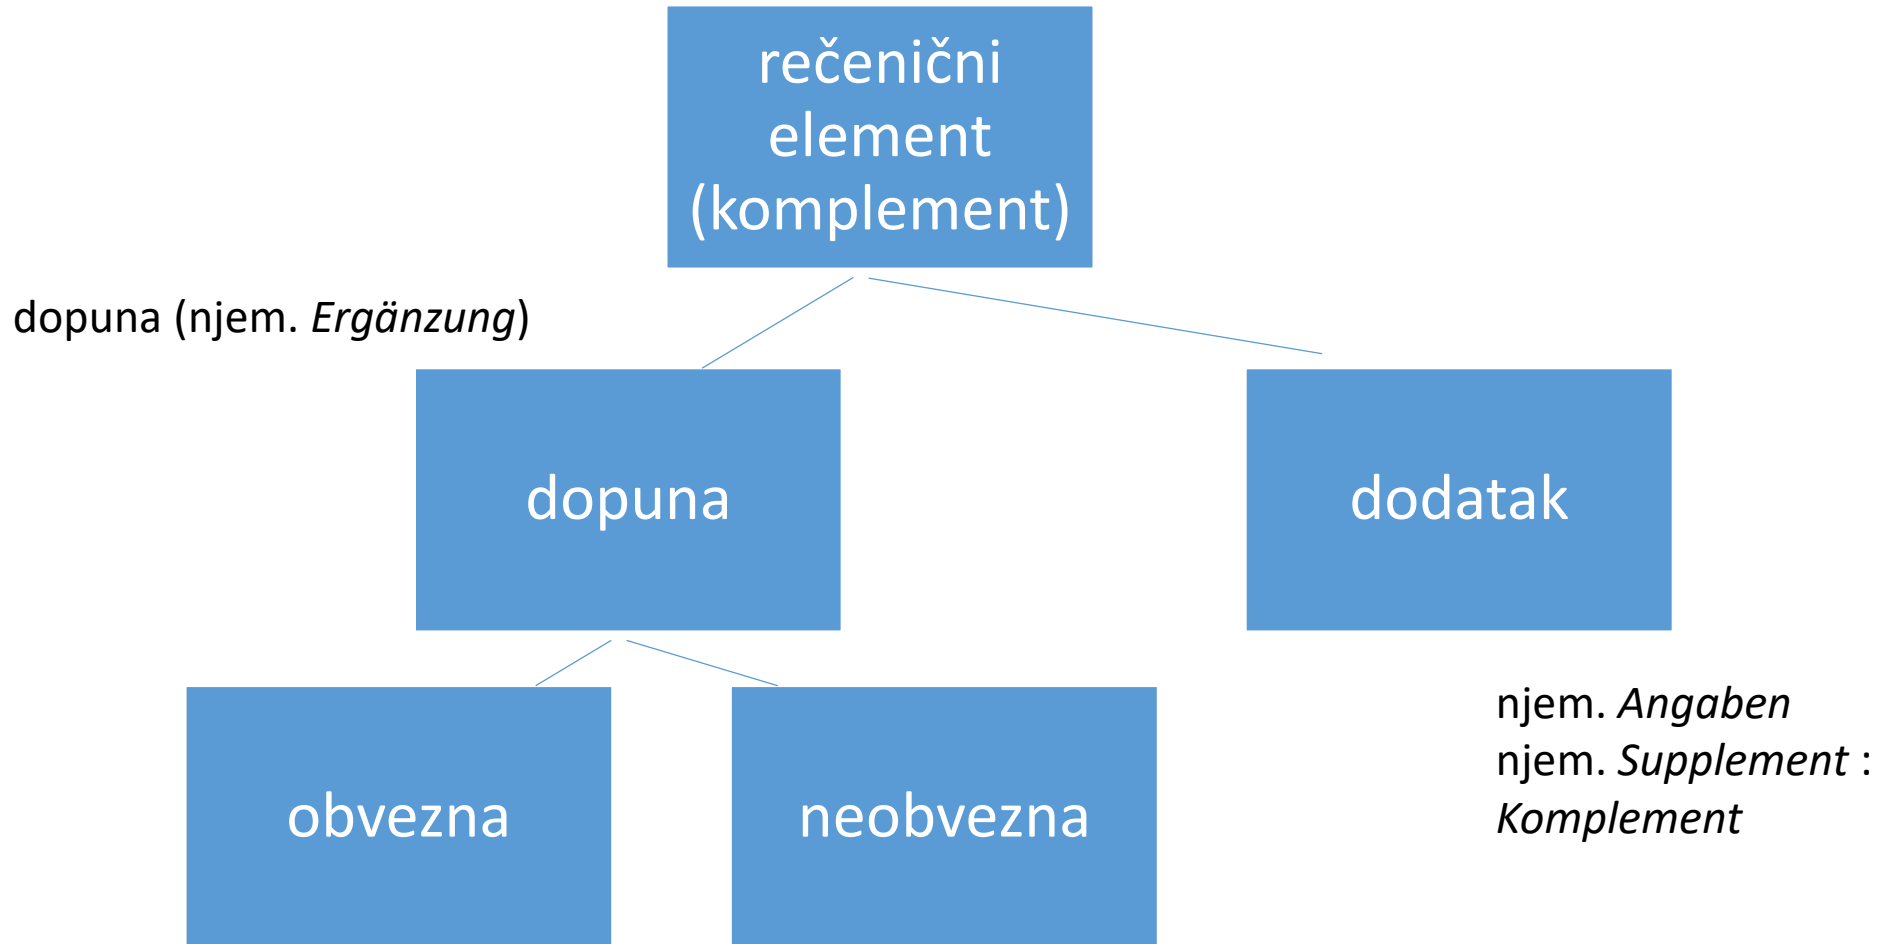 rečenični
element
(komplement)
dopuna (njem. Ergänzung)
dopuna
dodatak
obvezna
neobvezna
njem. Angaben
njem. Supplement :
Komplement